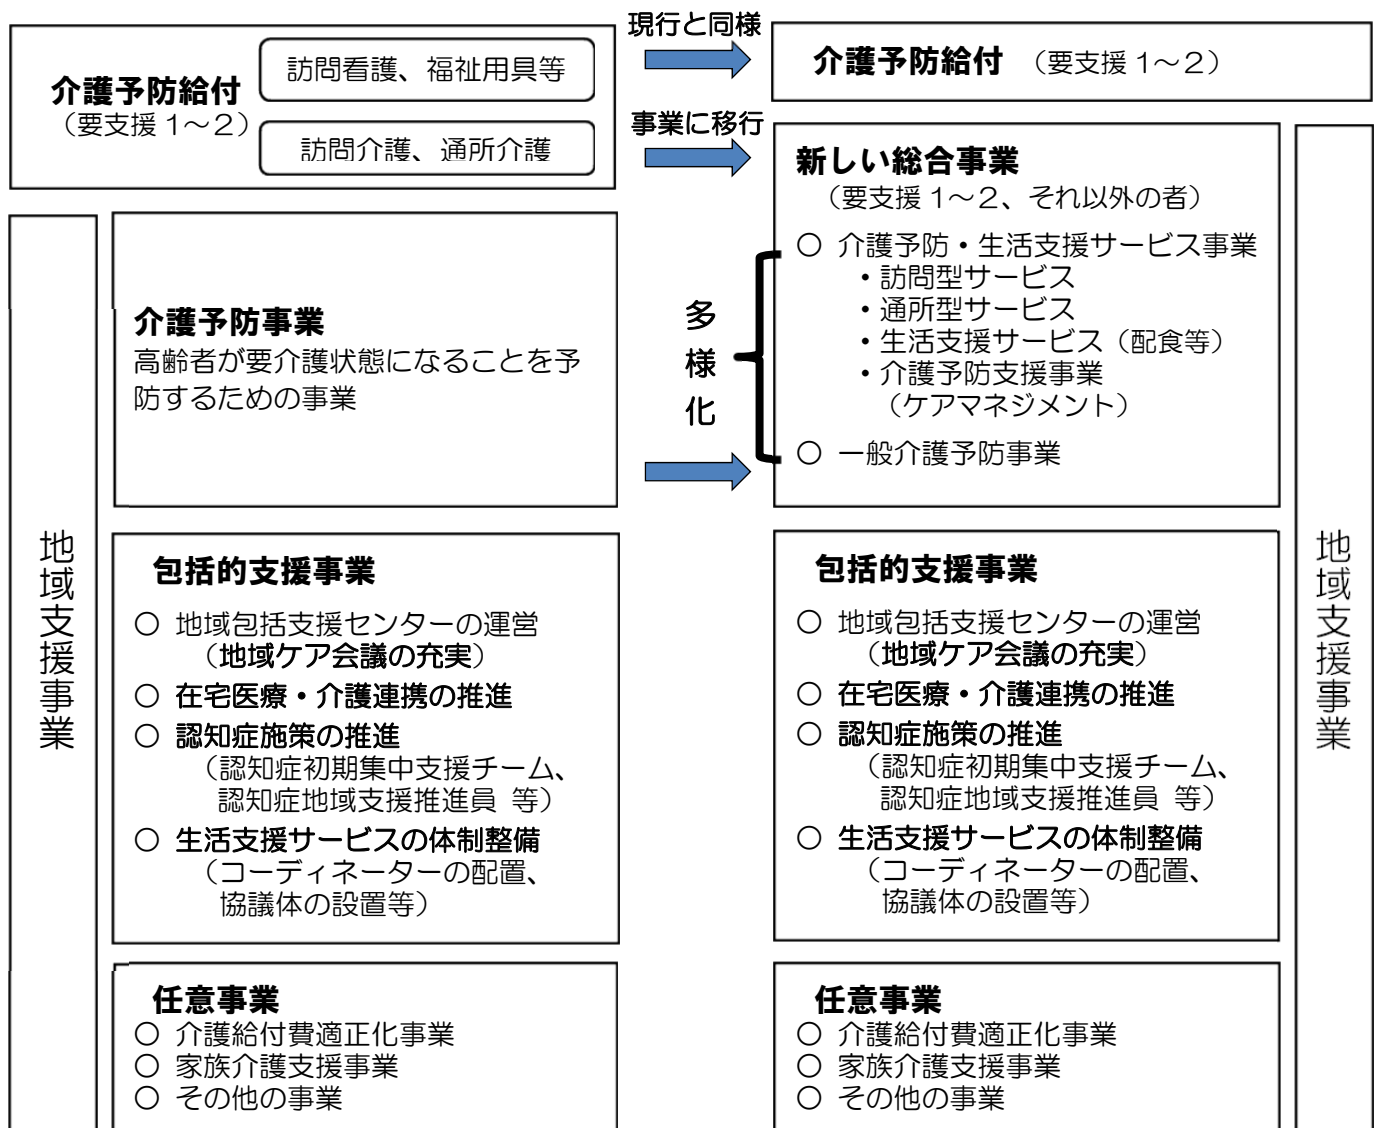 現行と同様
介護予防給付
(要支援 1~2)
訪問看護、福祉用具等
訪問介護、通所介護
介護予防給付 (要支援 1~2)
事業に移行
地域支援事業
介護予防事業
高齢者が要介護状態になることを予
防するための事業
多様化
新しい総合事業
(要支援 1~2、それ以外の者)
○ 介護予防・生活支援サービス事業
・訪問型サービス
・通所型サービス
・生活支援サービス(配食等)
・介護予防支援事業
(ケアマネジメント)
○ 一般介護予防事業
包括的支援事業
○ 地域包括支援センターの運営
(地域ケア会議の充実)
○ 在宅医療・介護連携の推進
○ 認知症施策の推進
(認知症初期集中支援チーム、
認知症地域支援推進員 等)
○ 生活支援サービスの体制整備
(コーディネーターの配置、
協議体の設置等)
包括的支援事業
○ 地域包括支援センターの運営
(地域ケア会議の充実)
○ 在宅医療・介護連携の推進
○ 認知症施策の推進
(認知症初期集中支援チーム、
認知症地域支援推進員 等)
○ 生活支援サービスの体制整備
(コーディネーターの配置、
協議体の設置等)
地域支援事業
任意事業
○ 介護給付費適正化事業
○ 家族介護支援事業
○ その他の事業
任意事業
○ 介護給付費適正化事業
○ 家族介護支援事業
○ その他の事業